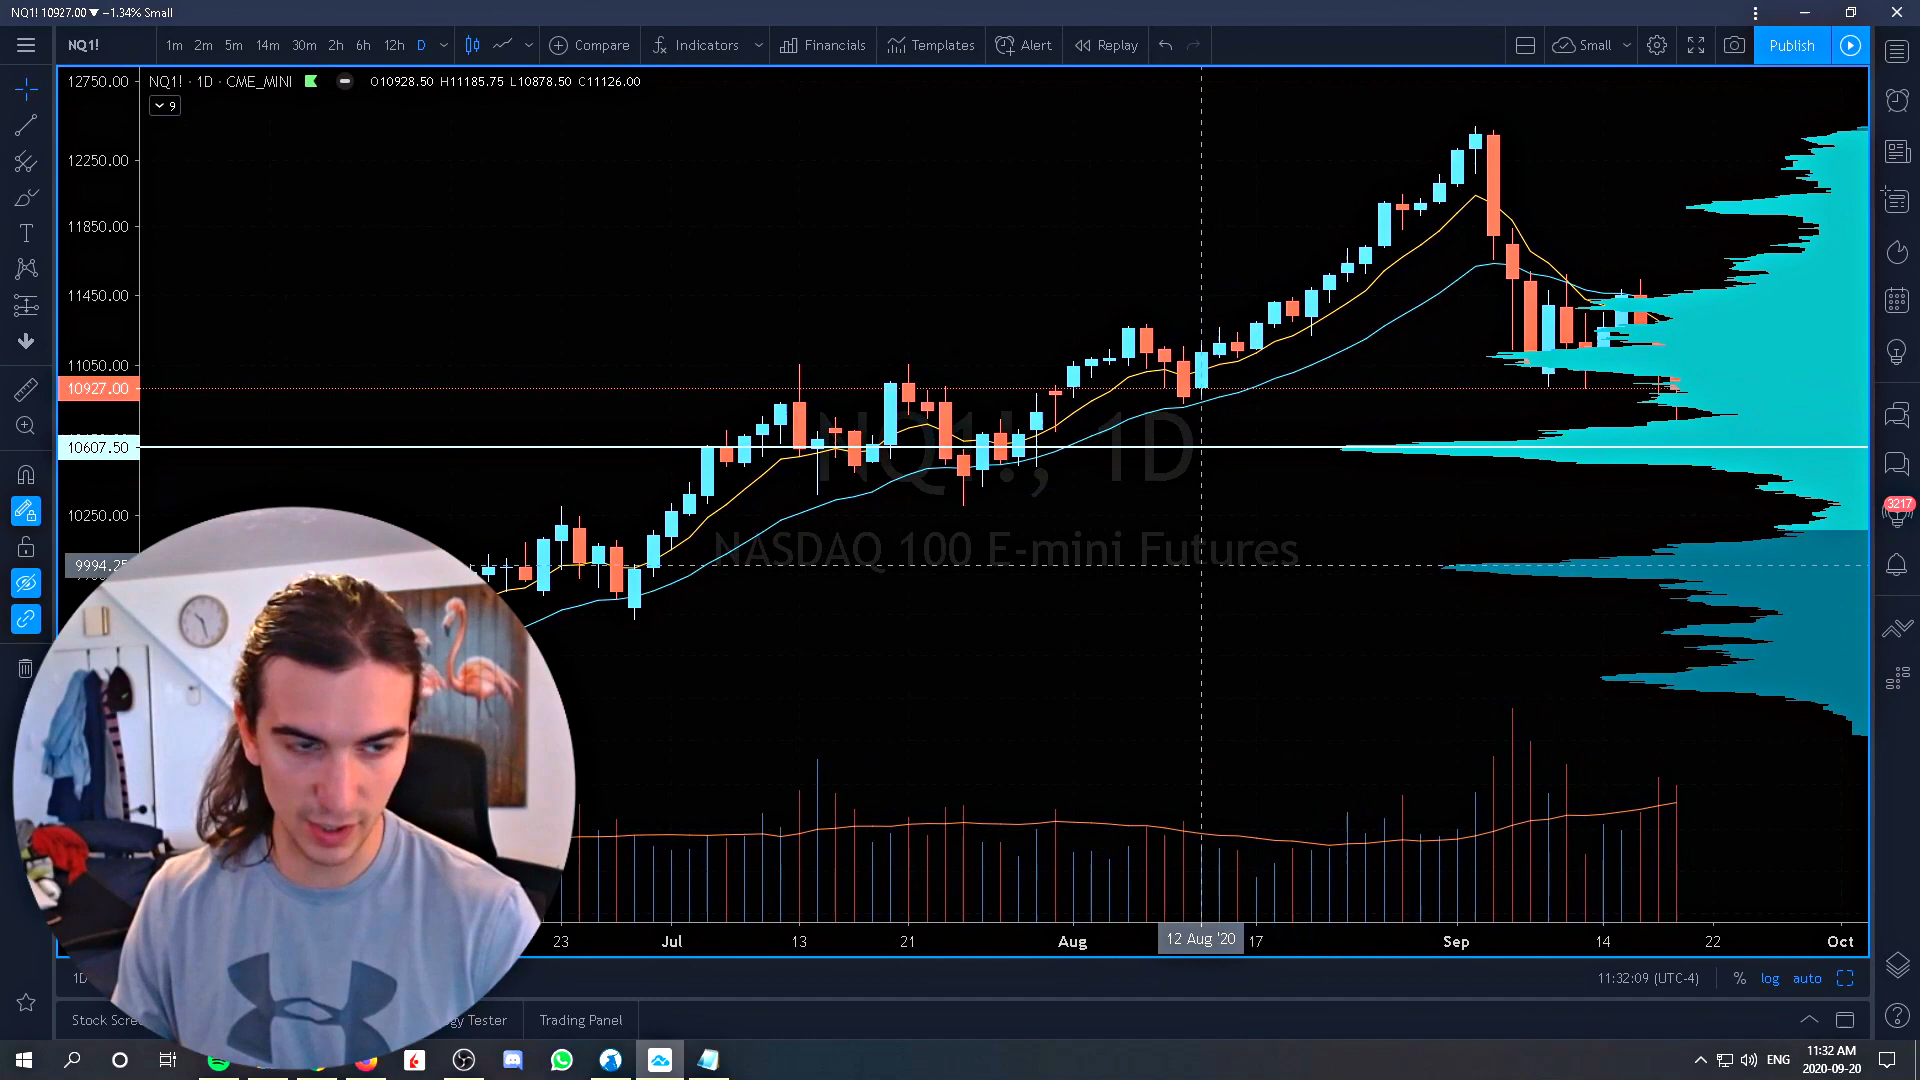 NQ1! 10927.00 ▼ −1.34% Small
NQ1!
1m 2m 5m 14m 30m 2h 6h 12h D
Compare
Indicators
Financials
Templates
Alert
Replay
Small
Publish
NQ1! · 1D · CME_MINI O10928.50 H11185.75 L10878.50 C11126.00
9
12750.00
12250.00
11850.00
11450.00
11050.00
10927.00
10607.50
10250.00
9994.25
NQ1!, 1D
NASDAQ 100 E-mini Futures
3217
23 Jul 13 21 Aug 12 Aug '20 17 Sep 14 22 Oct
1D
11:32:09 (UTC-4) % log auto
Stock Scre
gy Tester
Trading Panel
ENG
11:32 AM
2020-09-20